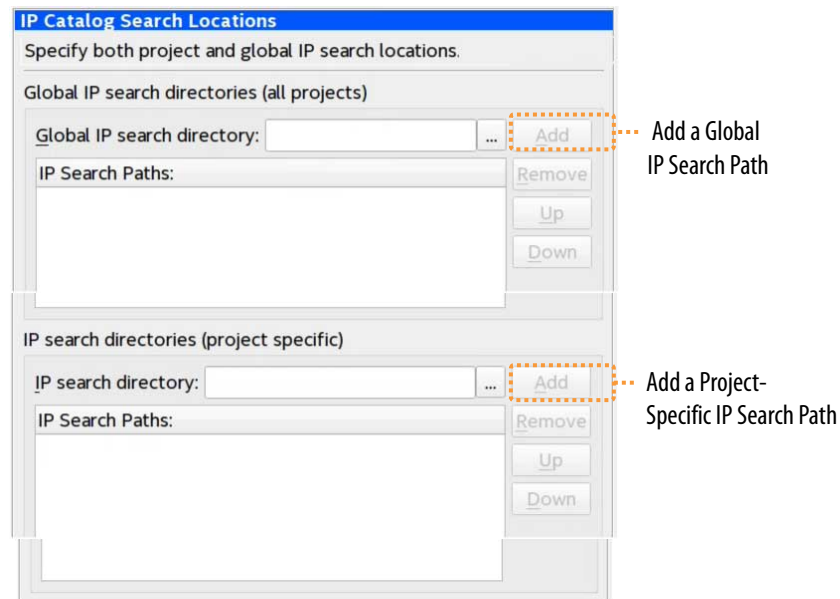 IP Catalog Search Locations
Specify both project and global IP search locations.
Global IP search directories (all projects)
Global IP search directory: ... Add
Add a Global
IP Search Path
IP Search Paths:
Remove
Up
Down
IP search directories (project specific)
IP search directory: ... Add
Add a Project-
Specific IP Search Path
IP Search Paths:
Remove
Up
Down